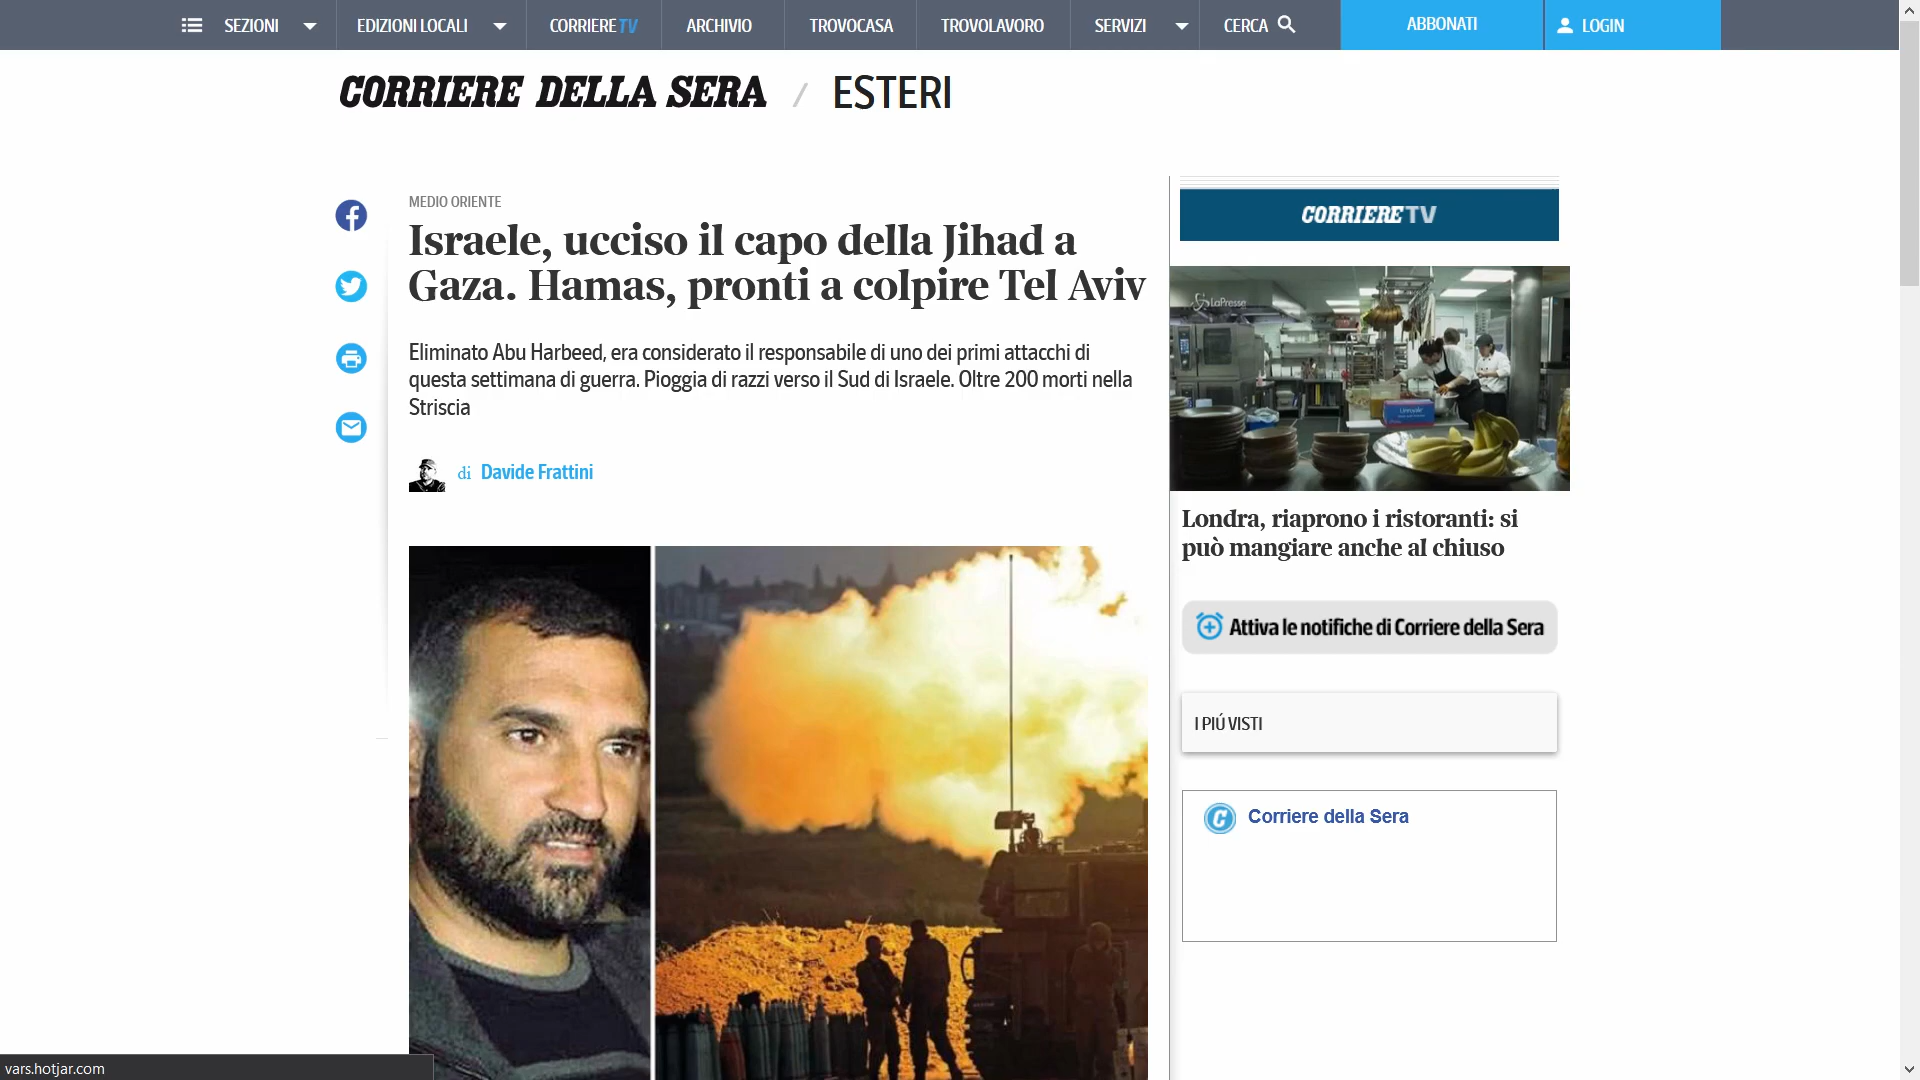 SEZIONI
EDIZIONI LOCALI
CORRIERE TV
ARCHIVIO
TROVOCASA
TROVOLAVORO
SERVIZI
CERCA
ABBONATI
LOGIN
CORRIERE DELLA SERA / ESTERI
MEDIO ORIENTE
Israele, ucciso il capo della Jihad a
Gaza. Hamas, pronti a colpire Tel Aviv
Eliminato Abu Harbeed, era considerato il responsabile di uno dei primi attacchi di
questa settimana di guerra. Pioggia di razzi verso il Sud di Israele. Oltre 200 morti nella
Striscia
di Davide Frattini
CORRIERE TV
LaPresse
Londra, riaprono i ristoranti: si
può mangiare anche al chiuso
Attiva le notifiche di Corriere della Sera
I PIÚ VISTI
C Corriere della Sera
vars.hotjar.com